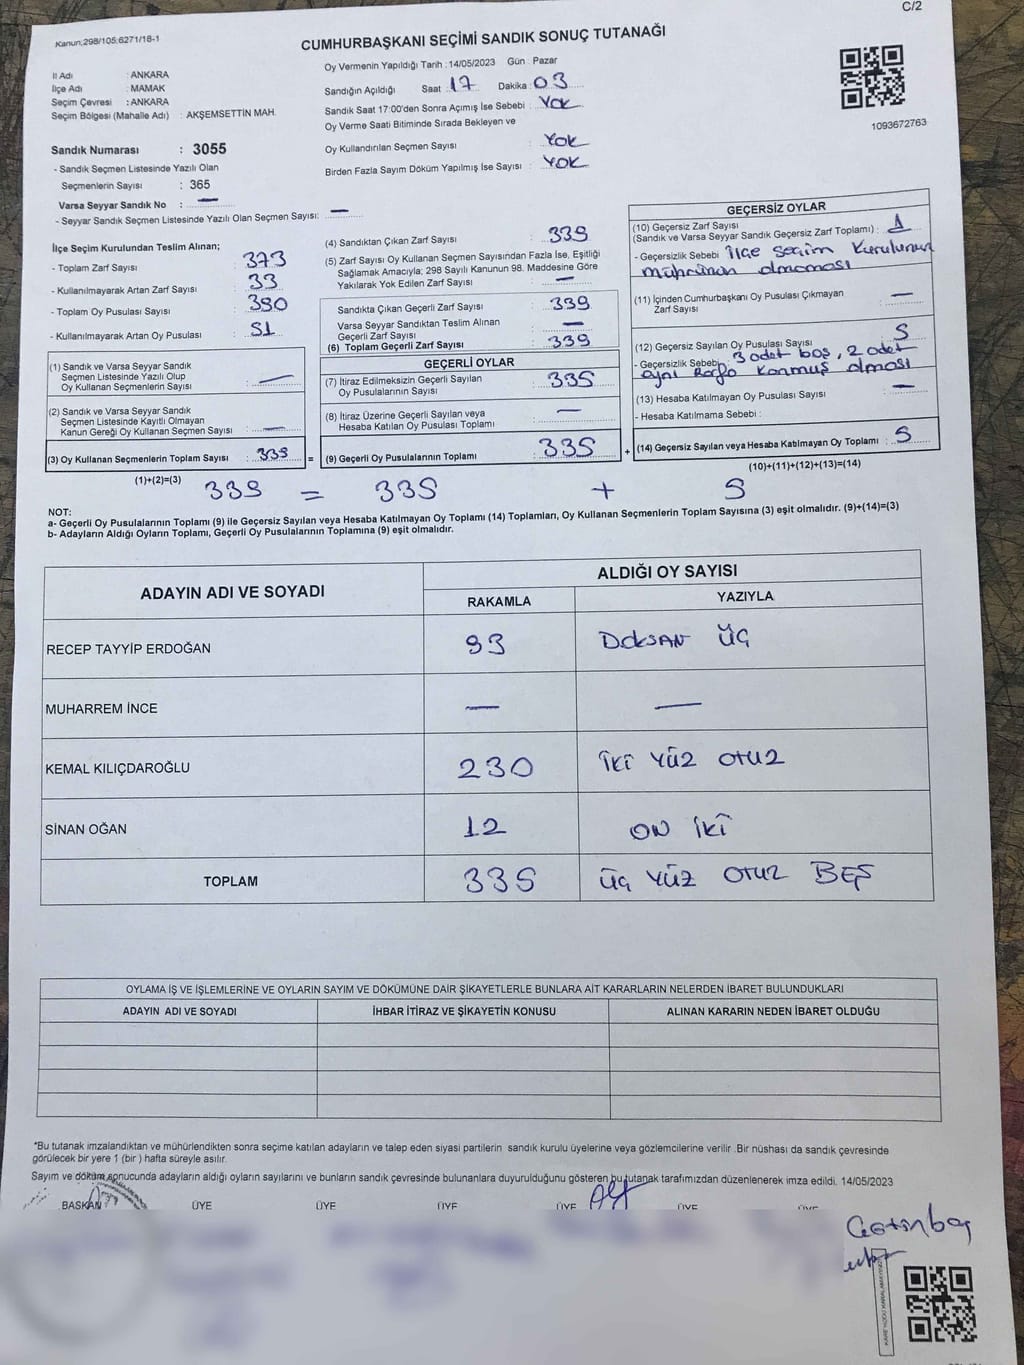 C/2
Kanun:298/105;6271/18-1
CUMHURBAŞKANI SEÇİMİ SANDIK SONUÇ TUTANAĞI
İl Adı : ANKARA
İlçe Adı : MAMAK
Seçim Çevresi : ANKARA
Seçim Bölgesi (Mahalle Adı) : AKŞEMSETTİN MAH.
Oy Vermenin Yapıldığı Tarih :14/05/2023 Gün : Pazar
Sandığın Açıldığı Saat : 17 Dakika : 03
Sandık Saat 17:00'den Sonra Açımış İse Sebebi : YOK
Oy Verme Saati Bitiminde Sırada Bekleyen ve
Oy Kullandırılan Seçmen Sayısı : YOK
Birden Fazla Sayım Döküm Yapılmış İse Sayısı : YOK
1093672763
Sandık Numarası : 3055
- Sandık Seçmen Listesinde Yazılı Olan
Seçmenlerin Sayısı : 365
Varsa Seyyar Sandık No : —
- Seyyar Sandık Seçmen Listesinde Yazılı Olan Seçmen Sayısı: —
İlçe Seçim Kurulundan Teslim Alınan;
- Toplam Zarf Sayısı : 373
- Kullanılmayarak Artan Zarf Sayısı : 33
- Toplam Oy Pusulası Sayısı : 390
- Kullanılmayarak Artan Oy Pusulası : 51
(1) Sandık ve Varsa Seyyar Sandık
Seçmen Listesinde Yazılı Olup
Oy Kullanan Seçmenlerin Sayısı : —
(2) Sandık ve Varsa Seyyar Sandık
Seçmen Listesinde Kayıtlı Olmayan
Kanun Gereği Oy Kullanan Seçmen Sayısı : —
(3) Oy Kullanan Seçmenlerin Toplam Sayısı : 339 =
(1)+(2)=(3)
(4) Sandıktan Çıkan Zarf Sayısı : 339
(5) Zarf Sayısı Oy Kullanan Seçmen Sayısından Fazla İse, Eşitliği
Sağlamak Amacıyla; 298 Sayılı Kanunun 98. Maddesine Göre
Yakılarak Yok Edilen Zarf Sayısı : —
Sandıkta Çıkan Geçerli Zarf Sayısı : 339
Varsa Seyyar Sandıktan Teslim Alınan
Geçerli Zarf Sayısı : —
(6) Toplam Geçerli Zarf Sayısı : 339
GEÇERLİ OYLAR
(7) İtiraz Edilmeksizin Geçerli Sayılan
Oy Pusulalarının Sayısı : 335
(8) İtiraz Üzerine Geçerli Sayılan veya
Hesaba Katılan Oy Pusulası Toplamı : —
(9) Geçerli Oy Pusulalarının Toplamı : 335 +
GEÇERSİZ OYLAR
(10) Geçersiz Zarf Sayısı
(Sandık ve Varsa Seyyar Sandık Geçersiz Zarf Toplamı) : 1
- Geçersizlik Sebebi : İlçe seçim Kurulunun
mührünün olmaması
(11) İçinden Cumhurbaşkanı Oy Pusulası Çıkmayan
Zarf Sayısı : —
(12) Geçersiz Sayılan Oy Pusulası Sayısı : 5
- Geçersizlik Sebebi : 3 adet boş, 2 adet
aynı zarfa konmuş olması
(13) Hesaba Katılmayan Oy Pusulası Sayısı : —
- Hesaba Katılmama Sebebi :
(14) Geçersiz Sayılan veya Hesaba Katılmayan Oy Toplamı : 5
(10)+(11)+(12)+(13)=(14)
339 = 335 + 5
NOT:
a- Geçerli Oy Pusulalarının Toplamı (9) ile Geçersiz Sayılan veya Hesaba Katılmayan Oy Toplamı (14) Toplamları, Oy Kullanan Seçmenlerin Toplam Sayısına (3) eşit olmalıdır. (9)+(14)=(3)
b- Adayların Aldığı Oyların Toplamı, Geçerli Oy Pusulalarının Toplamına (9) eşit olmalıdır.
ADAYIN ADI VE SOYADI
ALDIĞI OY SAYISI
RAKAMLA YAZIYLA
RECEP TAYYİP ERDOĞAN 93 DOKSAN ÜÇ
MUHARREM İNCE — —
KEMAL KILIÇDAROĞLU 230 İKİ YÜZ OTUZ
SİNAN OĞAN 12 ON İKİ
TOPLAM 335 ÜÇ YÜZ OTUZ BEŞ
OYLAMA İŞ VE İŞLEMLERİNE VE OYLARIN SAYIM VE DÖKÜMÜNE DAİR ŞİKAYETLERLE BUNLARA AİT KARARLARIN NELERDEN İBARET BULUNDUKLARI
ADAYIN ADI VE SOYADI İHBAR İTİRAZ VE ŞİKAYETİN KONUSU ALINAN KARARIN NEDEN İBARET OLDUĞU
*Bu tutanak imzalandıktan ve mühürlendikten sonra seçime katılan adayların ve talep eden siyasi partilerin sandık kurulu üyelerine veya gözlemcilerine verilir .Bir nüshası da sandık çevresinde
görülecek bir yere 1 (bir ) hafta süreyle asılır.
Sayım ve döküm sonucunda adayların aldığı oyların sayılarını ve bunların sandık çevresinde bulunanlara duyurulduğunu gösteren bu tutanak tarafımızdan düzenlenerek imza edildi. 14/05/2023
BAŞKAN ÜYE ÜYE ÜYE ÜYE ÜYE ÜYE